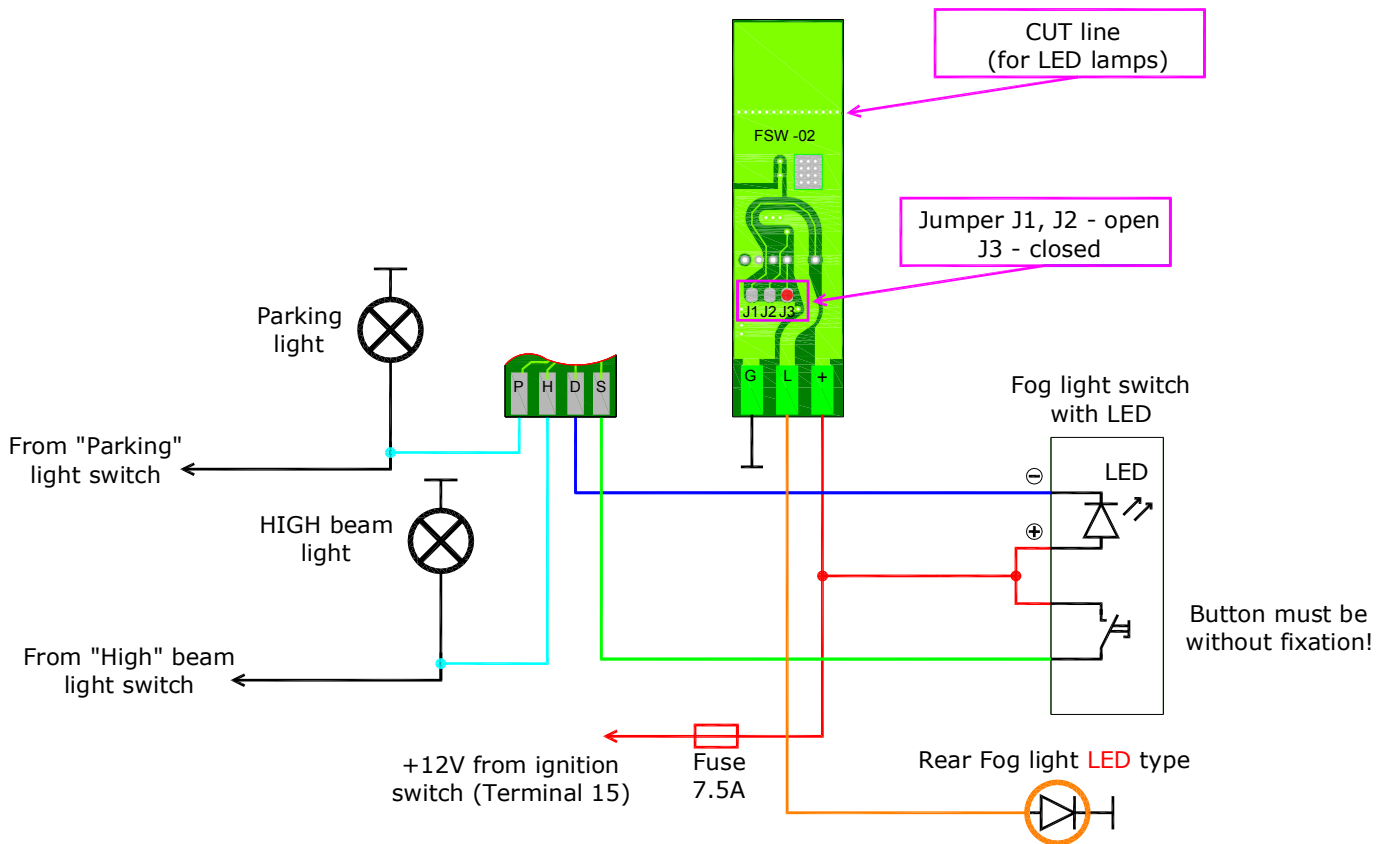 CUT line
(for LED lamps)
FSW -02
Jumper J1, J2 - open
J3 - closed
J1 J2 J3
Parking
light
P H D S
G L +
Fog light switch
with LED
From "Parking"
light switch
LED
HIGH beam
light
Button must be
without fixation!
From "High" beam
light switch
+12V from ignition
switch (Terminal 15)
Fuse
7.5A
Rear Fog light LED type